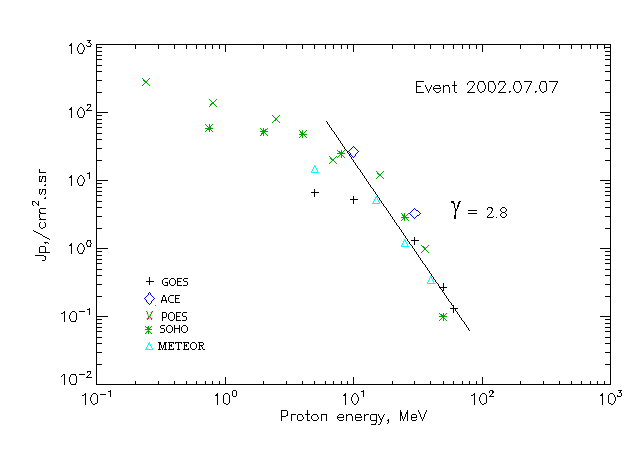 Event 2002.07.07
γ = 2.8
10³
10²
10¹
10⁰
10⁻¹
10⁻²
Jp,/cm².s.sr
GOES
ACE
POES
SOHO
METEOR
10⁻¹ 10⁰ 10¹ 10² 10³
Proton energy, MeV